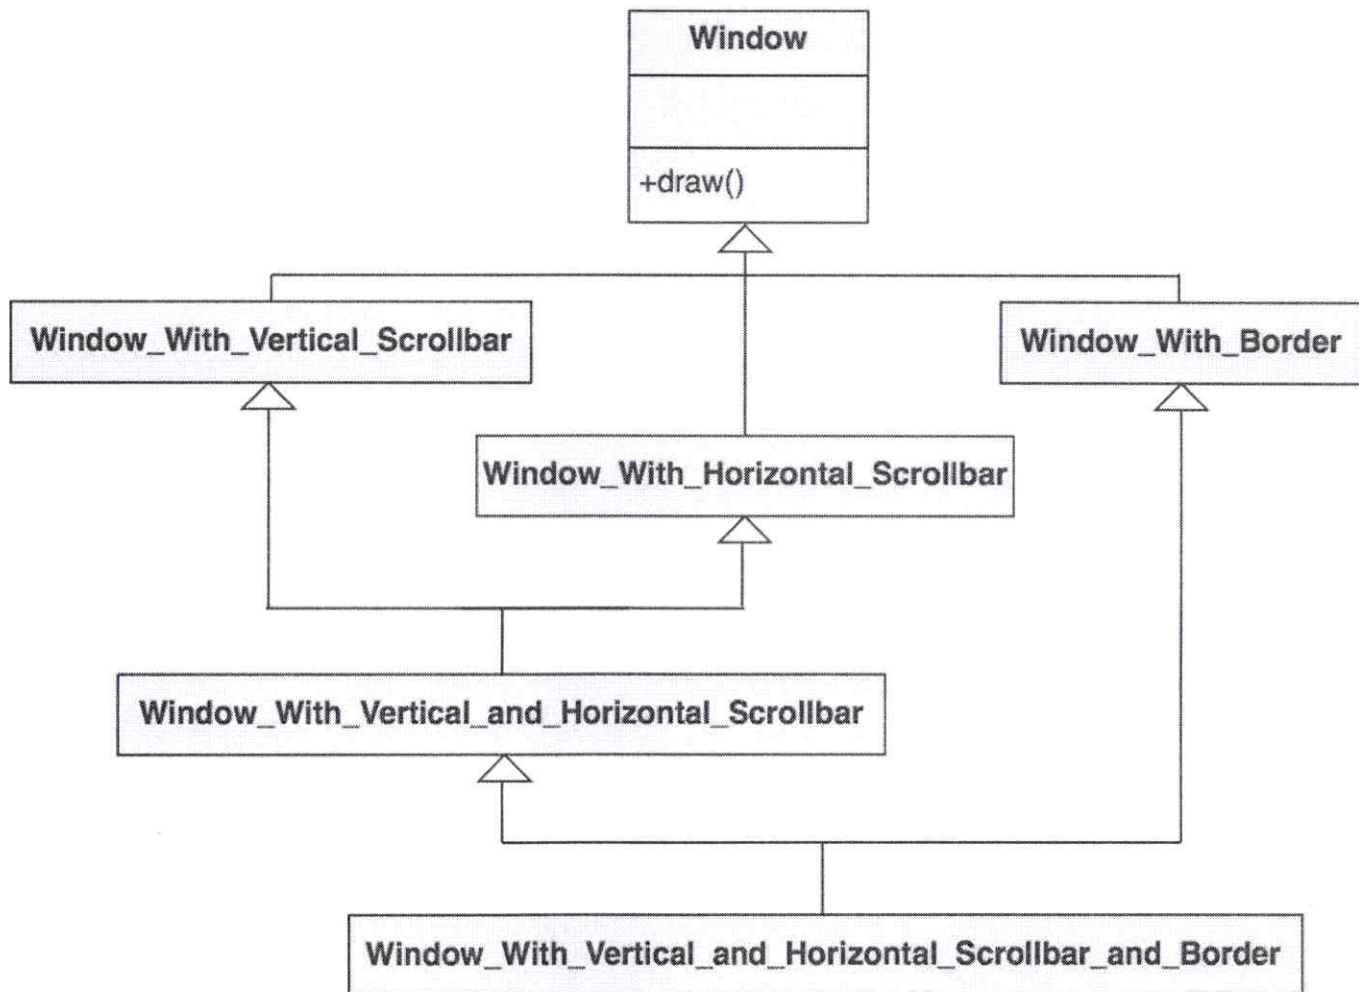 Window
+draw()
Window_With_Vertical_Scrollbar
Window_With_Border
Window_With_Horizontal_Scrollbar
Window_With_Vertical_and_Horizontal_Scrollbar
Window_With_Vertical_and_Horizontal_Scrollbar_and_Border